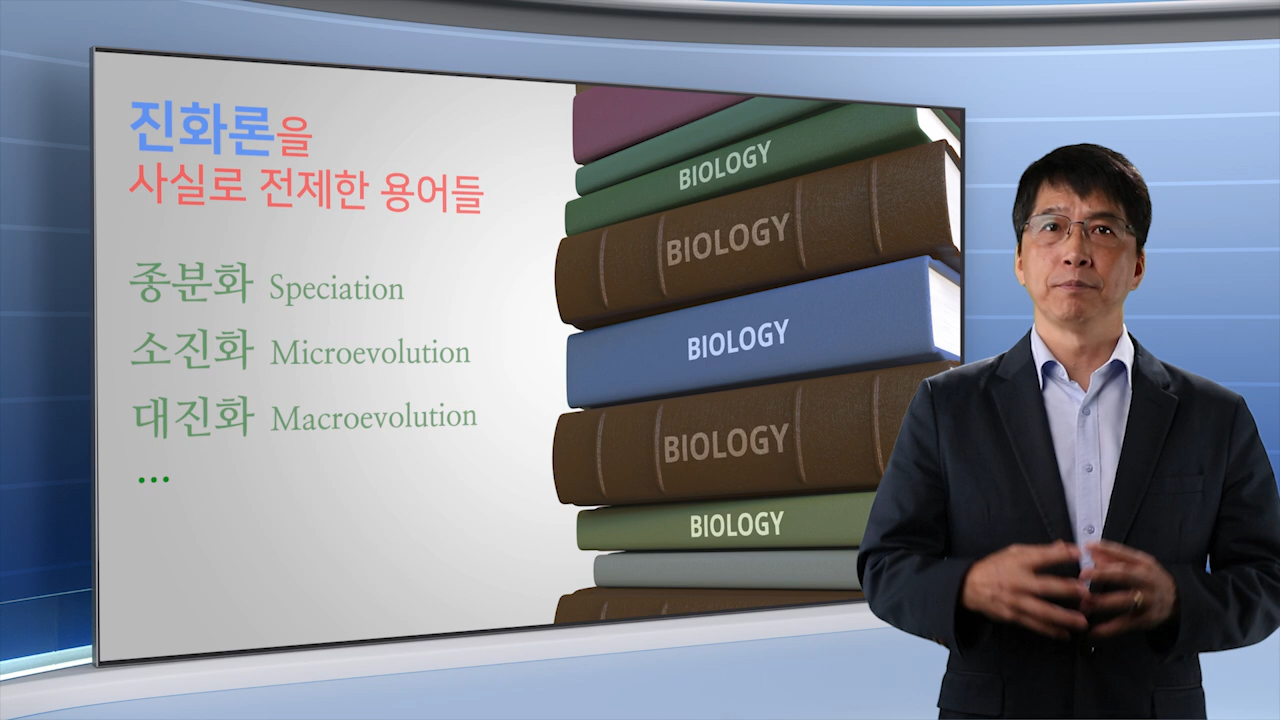 진화론을
사실로 전제한 용어들
종분화 Speciation
소진화 Microevolution
대진화 Macroevolution
...
BIOLOGY
BIOLOGY
BIOLOGY
BIOLOGY
BIOLOGY